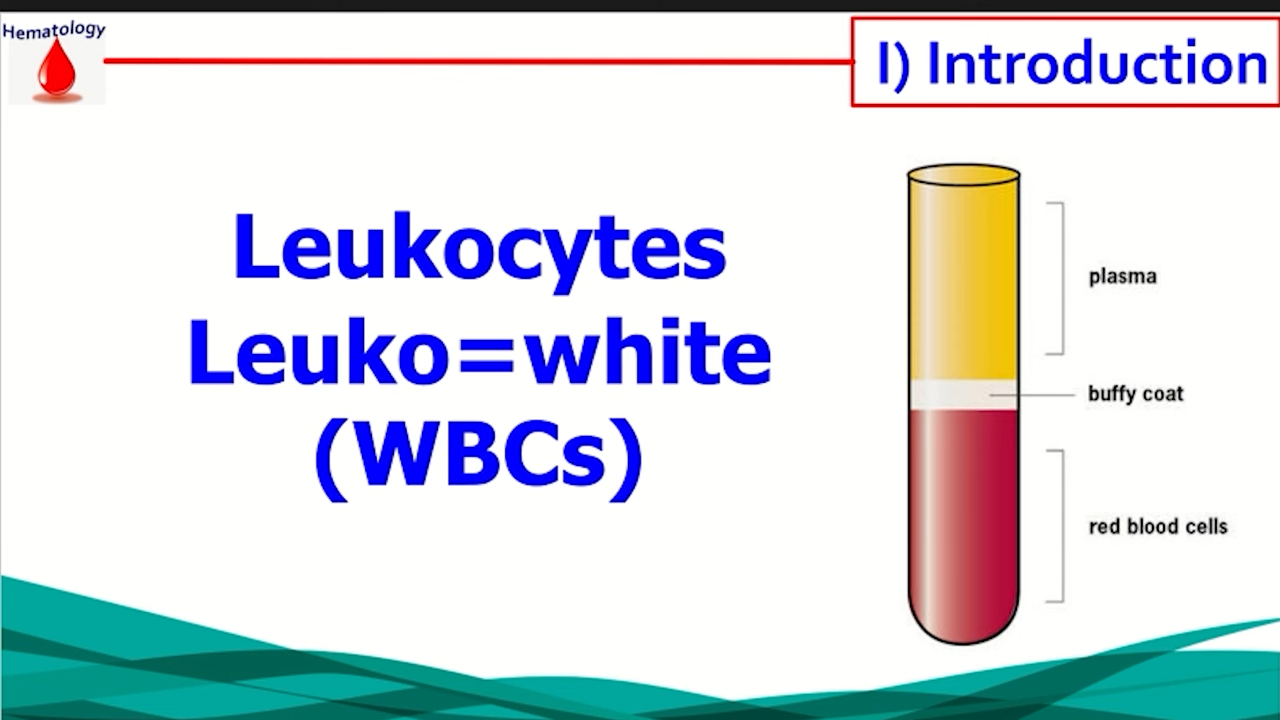 Hematology
I) Introduction
Leukocytes
Leuko=white
(WBCs)
plasma
buffy coat
red blood cells